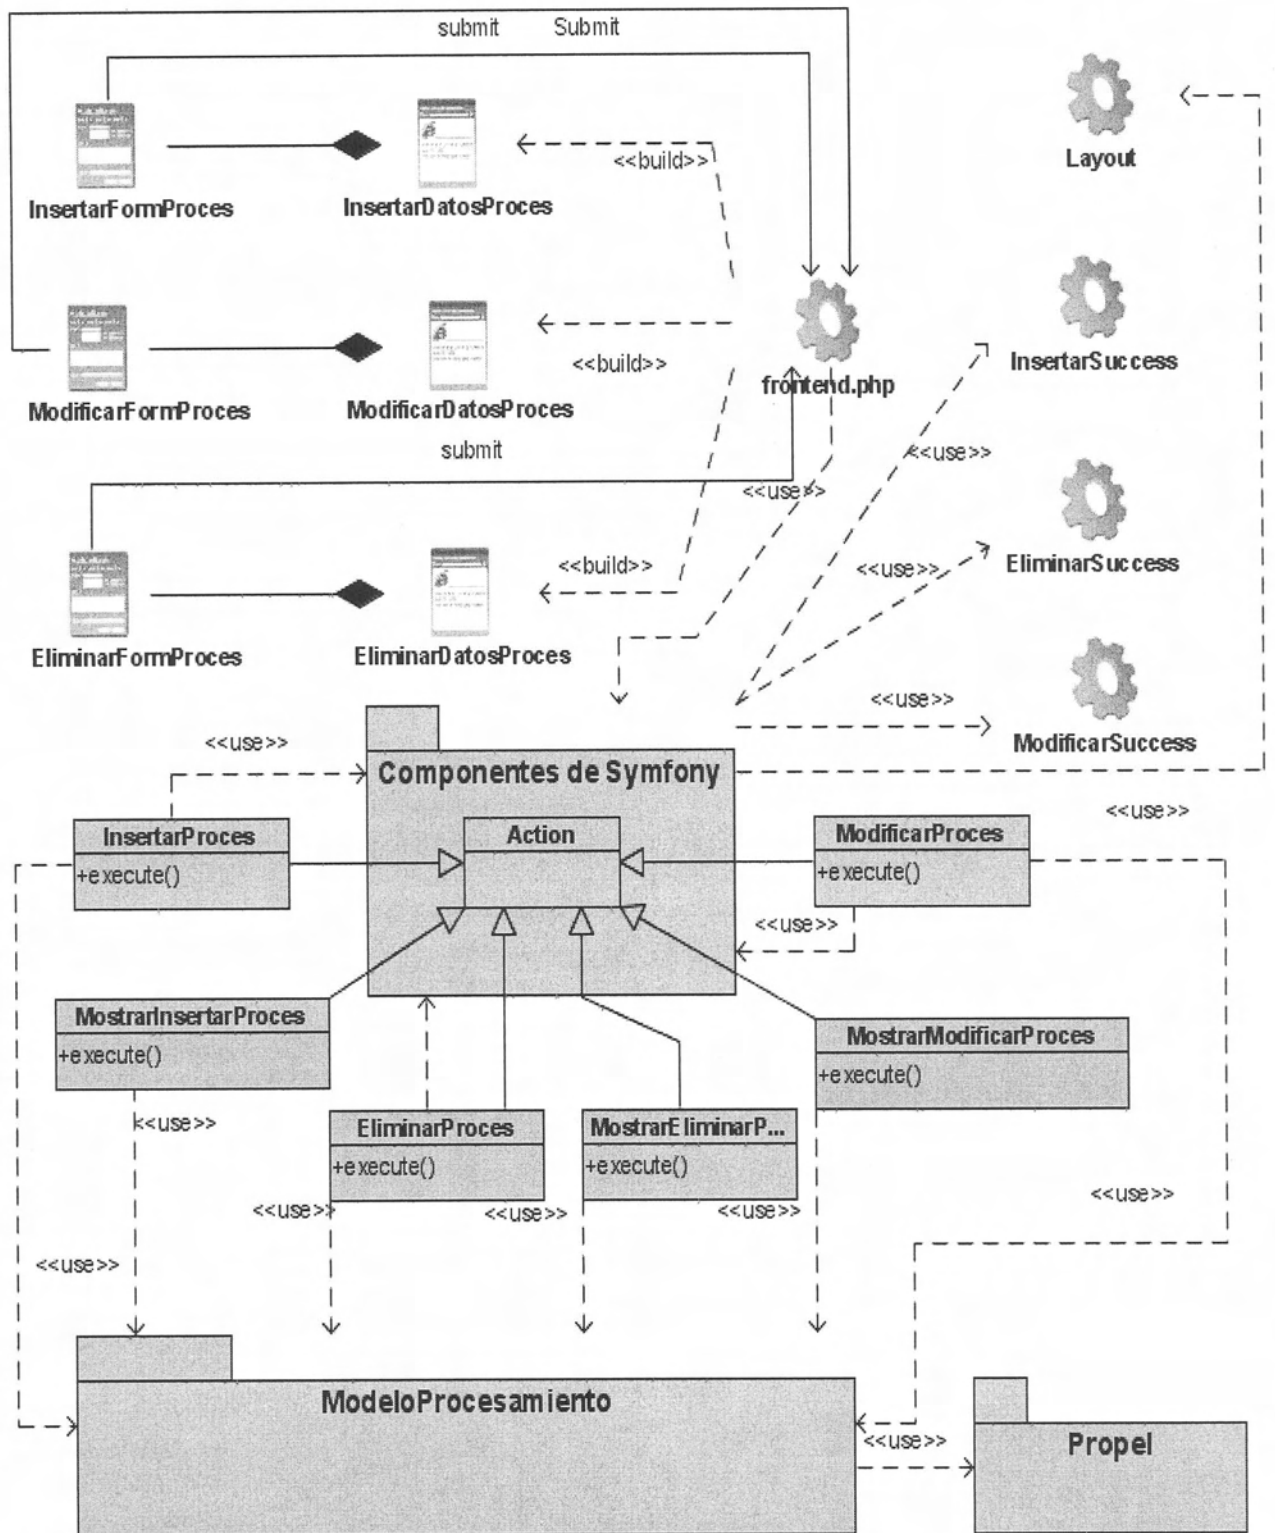 submit Submit
Layout
<<build>>
InsertarFormProces InsertarDatosProces
InsertarSuccess
<<build>>
frontend.php
ModificarFormProces ModificarDatosProces
submit
<<use>>
<<use>>
<<build>>
<<use>>
EliminarSuccess
EliminarFormProces EliminarDatosProces
<<use>>
ModificarSuccess
<<use>>
Componentes de Symfony
<<use>>
InsertarProces
+execute()
Action
ModificarProces
+execute()
<<use>>
MostrarInsertarProces
+execute()
MostrarModificarProces
+execute()
<<use>>
EliminarProces
+execute()
MostrarEliminarP...
+execute()
<<use>>
<<use>>
<<use>>
<<use>>
<<use>>
ModeloProcesamiento
<<use>>
Propel